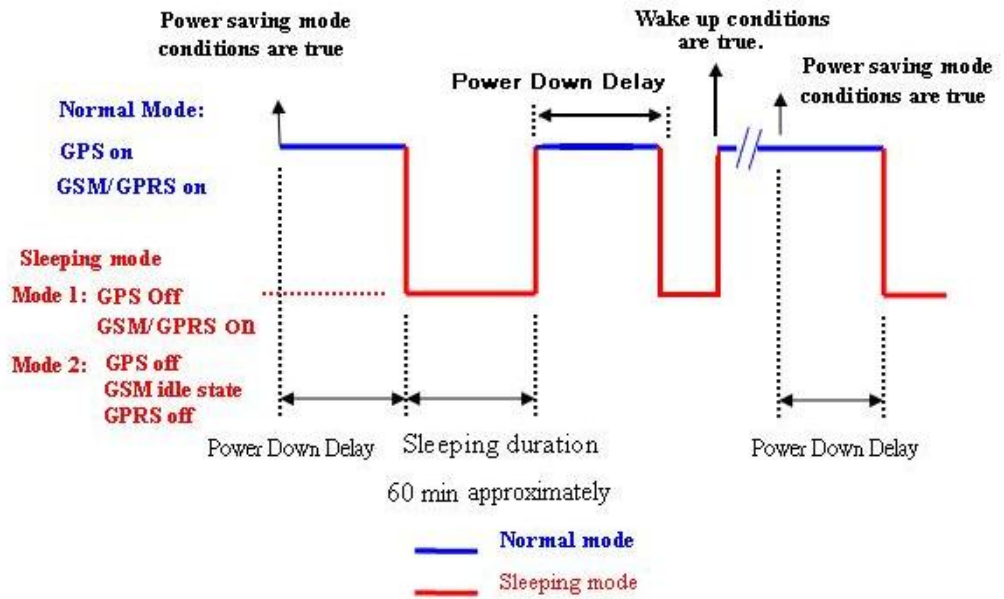 Power saving mode
conditions are true
Wake up conditions
are true.
Power Down Delay
Power saving mode
conditions are true
Normal Mode:
GPS on
GSM/GPRS on
Sleeping mode
Mode 1: GPS Off
GSM/GPRS on
Mode 2: GPS off
GSM idle state
GPRS off
Power Down Delay
Sleeping duration
60 min approximately
Power Down Delay
Normal mode
Sleeping mode